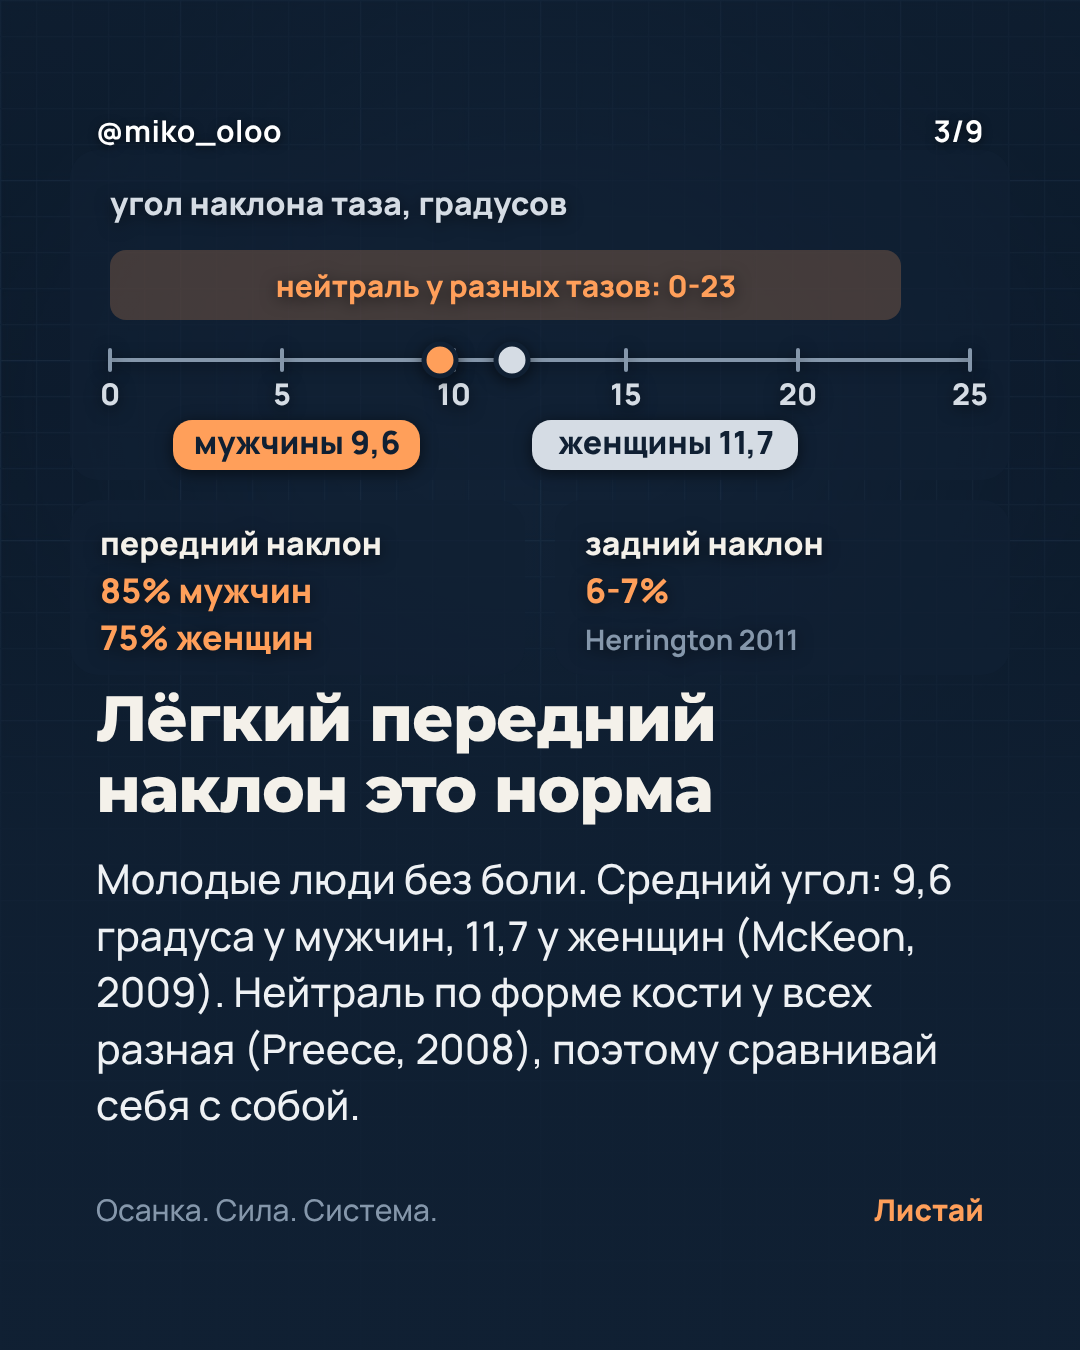 @miko_oloo
3/9
угол наклона таза, градусов
нейтраль у разных тазов: 0-23
0 5 10 15 20 25
мужчины 9,6
женщины 11,7
передний наклон
85% мужчин
75% женщин
задний наклон
6-7%
Herrington 2011
Лёгкий передний
наклон это норма
Молодые люди без боли. Средний угол: 9,6
градуса у мужчин, 11,7 у женщин (McKeon,
2009). Нейтраль по форме кости у всех
разная (Preece, 2008), поэтому сравнивай
себя с собой.
Осанка. Сила. Система.
Листай